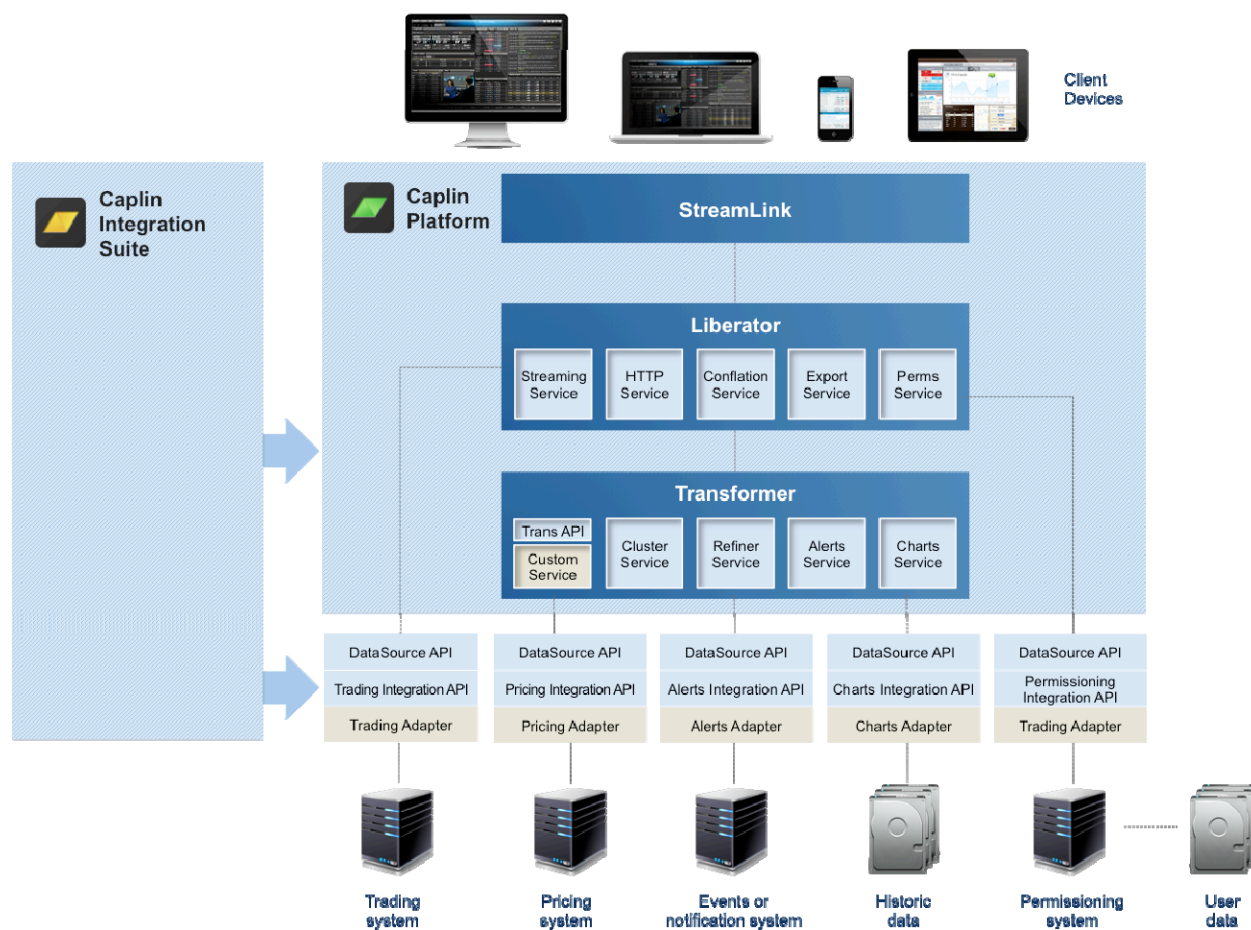 Client
Devices
Caplin
Integration
Suite
Caplin
Platform
StreamLink
Liberator
Streaming
Service
HTTP
Service
Conflation
Service
Export
Service
Perms
Service
Transformer
Trans API
Custom
Service
Cluster
Service
Refiner
Service
Alerts
Service
Charts
Service
DataSource API
Trading Integration API
Trading Adapter
DataSource API
Pricing Integration API
Pricing Adapter
DataSource API
Alerts Integration API
Alerts Adapter
DataSource API
Charts Integration API
Charts Adapter
DataSource API
Permissioning
Integration API
Trading Adapter
Trading
system
Pricing
system
Events or
notification system
Historic
data
Permissioning
system
User
data